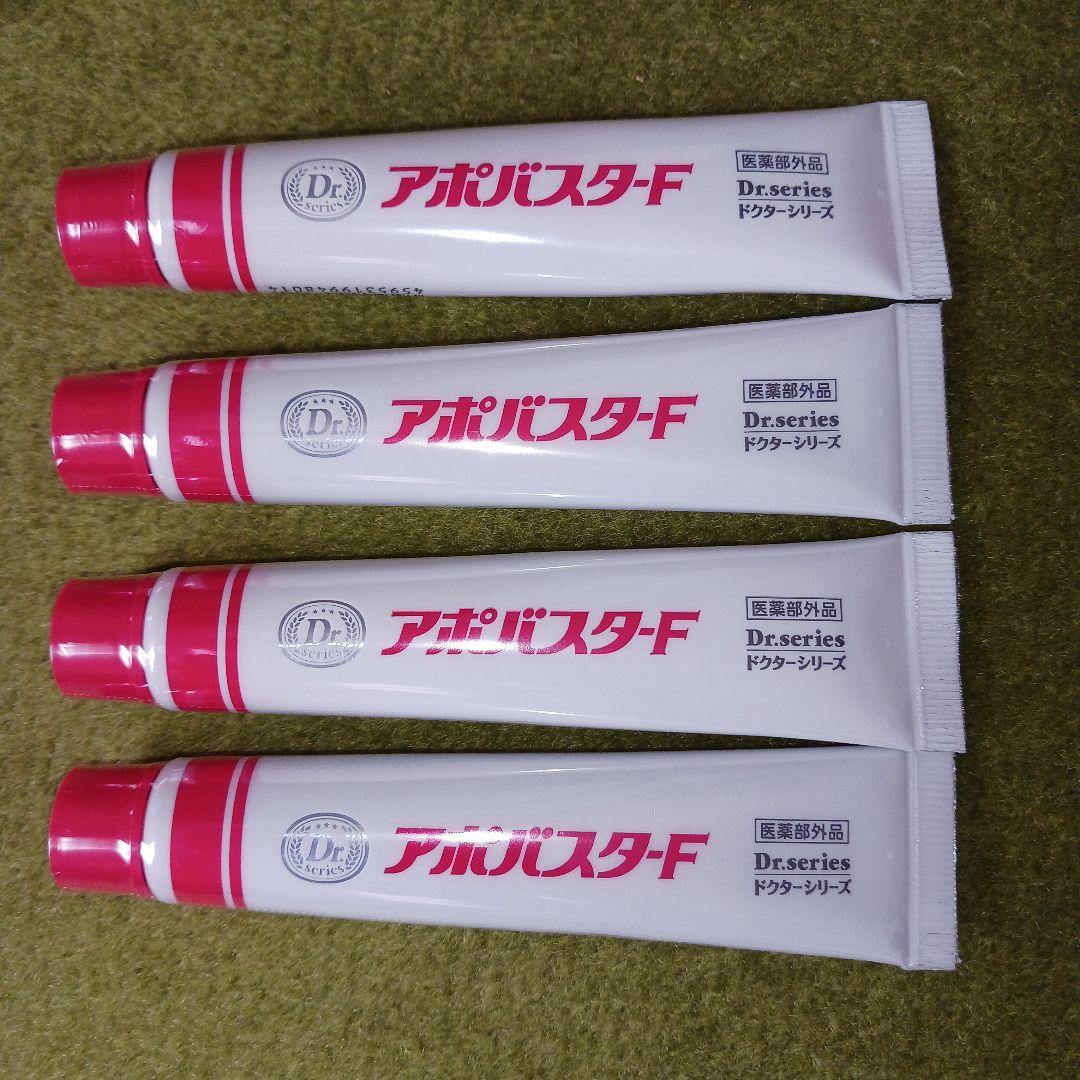 Dr.
series
アポバスターF
医薬部外品
Dr.series
ドクターシリーズ
4595319948014
Dr.
series
アポバスターF
医薬部外品
Dr.series
ドクターシリーズ
Dr.
series
アポバスターF
医薬部外品
Dr.series
ドクターシリーズ
Dr.
series
アポバスターF
医薬部外品
Dr.series
ドクターシリーズ